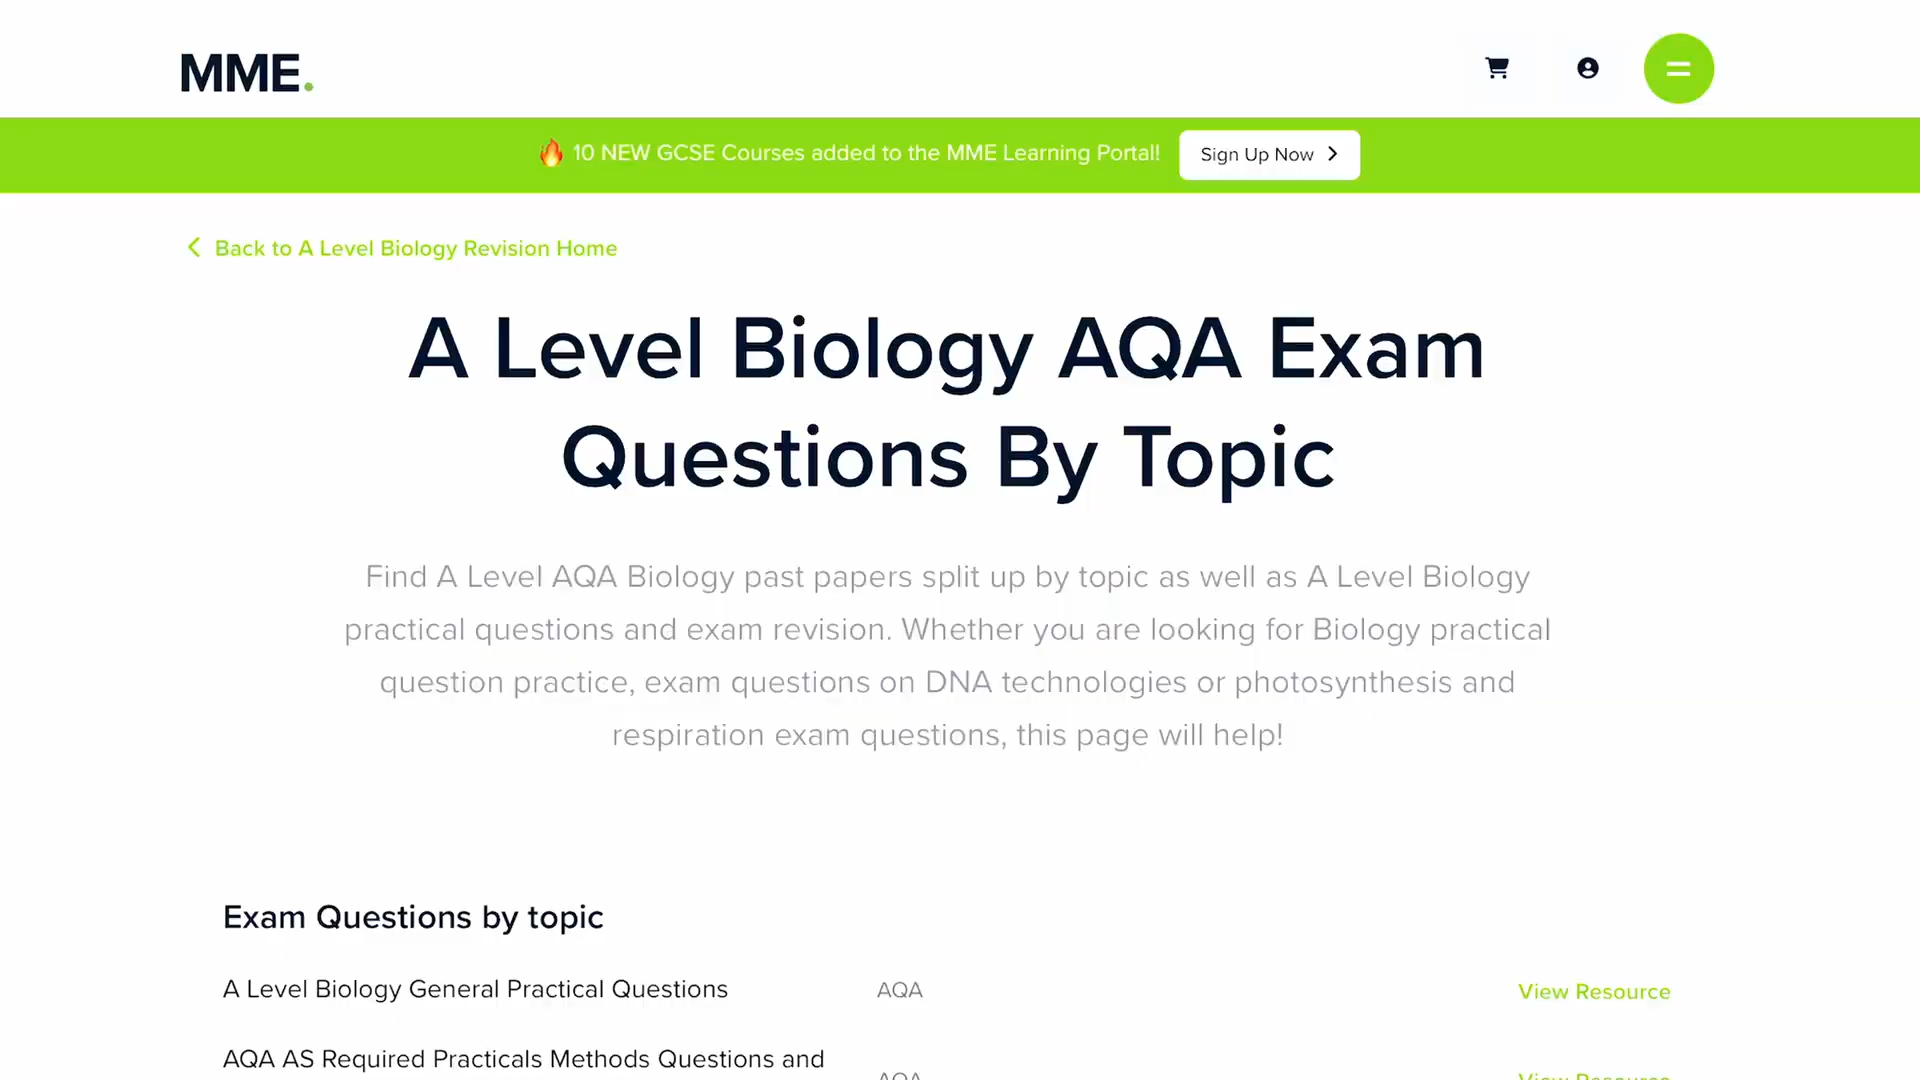 MME.
🔥 10 NEW GCSE Courses added to the MME Learning Portal!
Sign Up Now
Back to A Level Biology Revision Home
A Level Biology AQA Exam
Questions By Topic
Find A Level AQA Biology past papers split up by topic as well as A Level Biology
practical questions and exam revision. Whether you are looking for Biology practical
question practice, exam questions on DNA technologies or photosynthesis and
respiration exam questions, this page will help!
Exam Questions by topic
A Level Biology General Practical Questions
AQA
View Resource
AQA AS Required Practicals Methods Questions and
AQA
View Resource